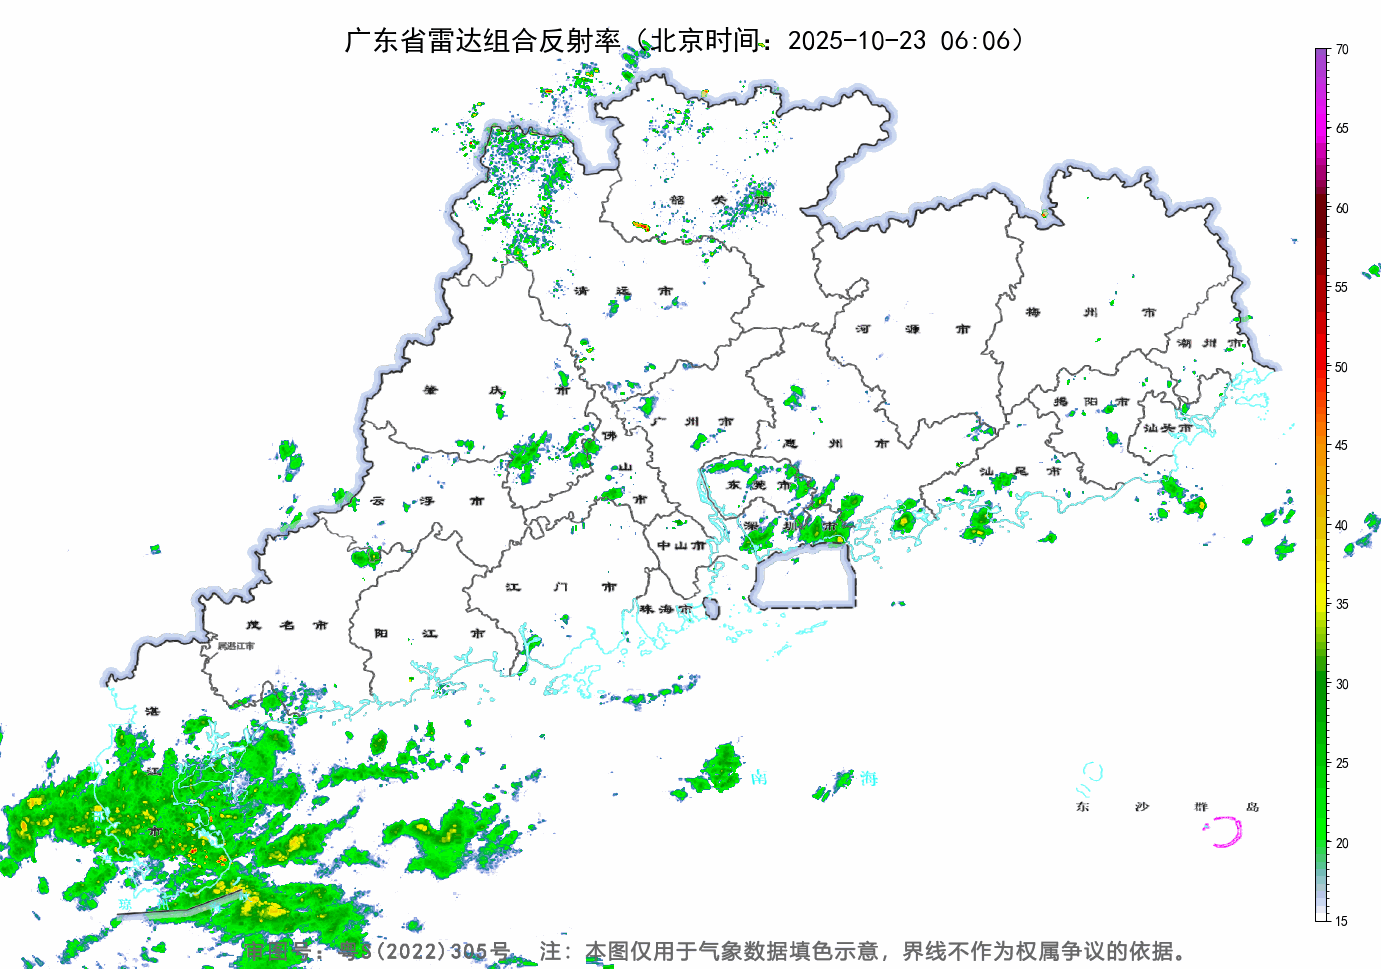 广东省雷达组合反射率（北京时间：2025-10-23 06:06）
70
65
60
55
50
45
40
35
30
25
20
15
韶关市
清远市
河源市
梅州市
潮州市
肇庆市
广州市
惠州市
揭阳市
汕头市
佛山市
云浮市
东莞市
汕尾市
深圳市
中山市
江门市
珠海市
茂名市
阳江市
属湛江市
湛江市
南海
东沙群岛
琼
审图号：粤S(2022)305号 注：本图仅用于气象数据填色示意，界线不作为权属争议的依据。